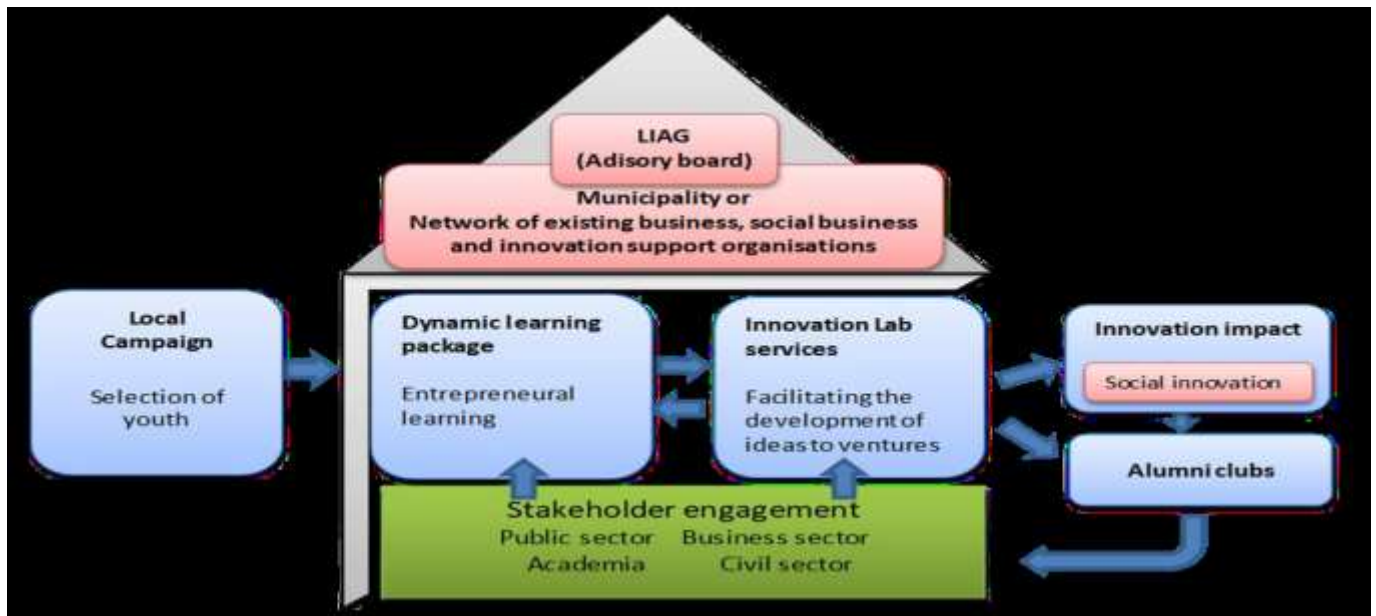 LIAG
(Adisory board)
Municipality or
Network of existing business, social business
and innovation support organisations
Local
Campaign
Selection of
youth
Dynamic learning
package
Entrepreneural
learning
Innovation Lab
services
Facilitating the
development of
ideas to ventures
Innovation impact
Social innovation
Alumni clubs
Stakeholder engagement
Public sector Business sector
Academia Civil sector